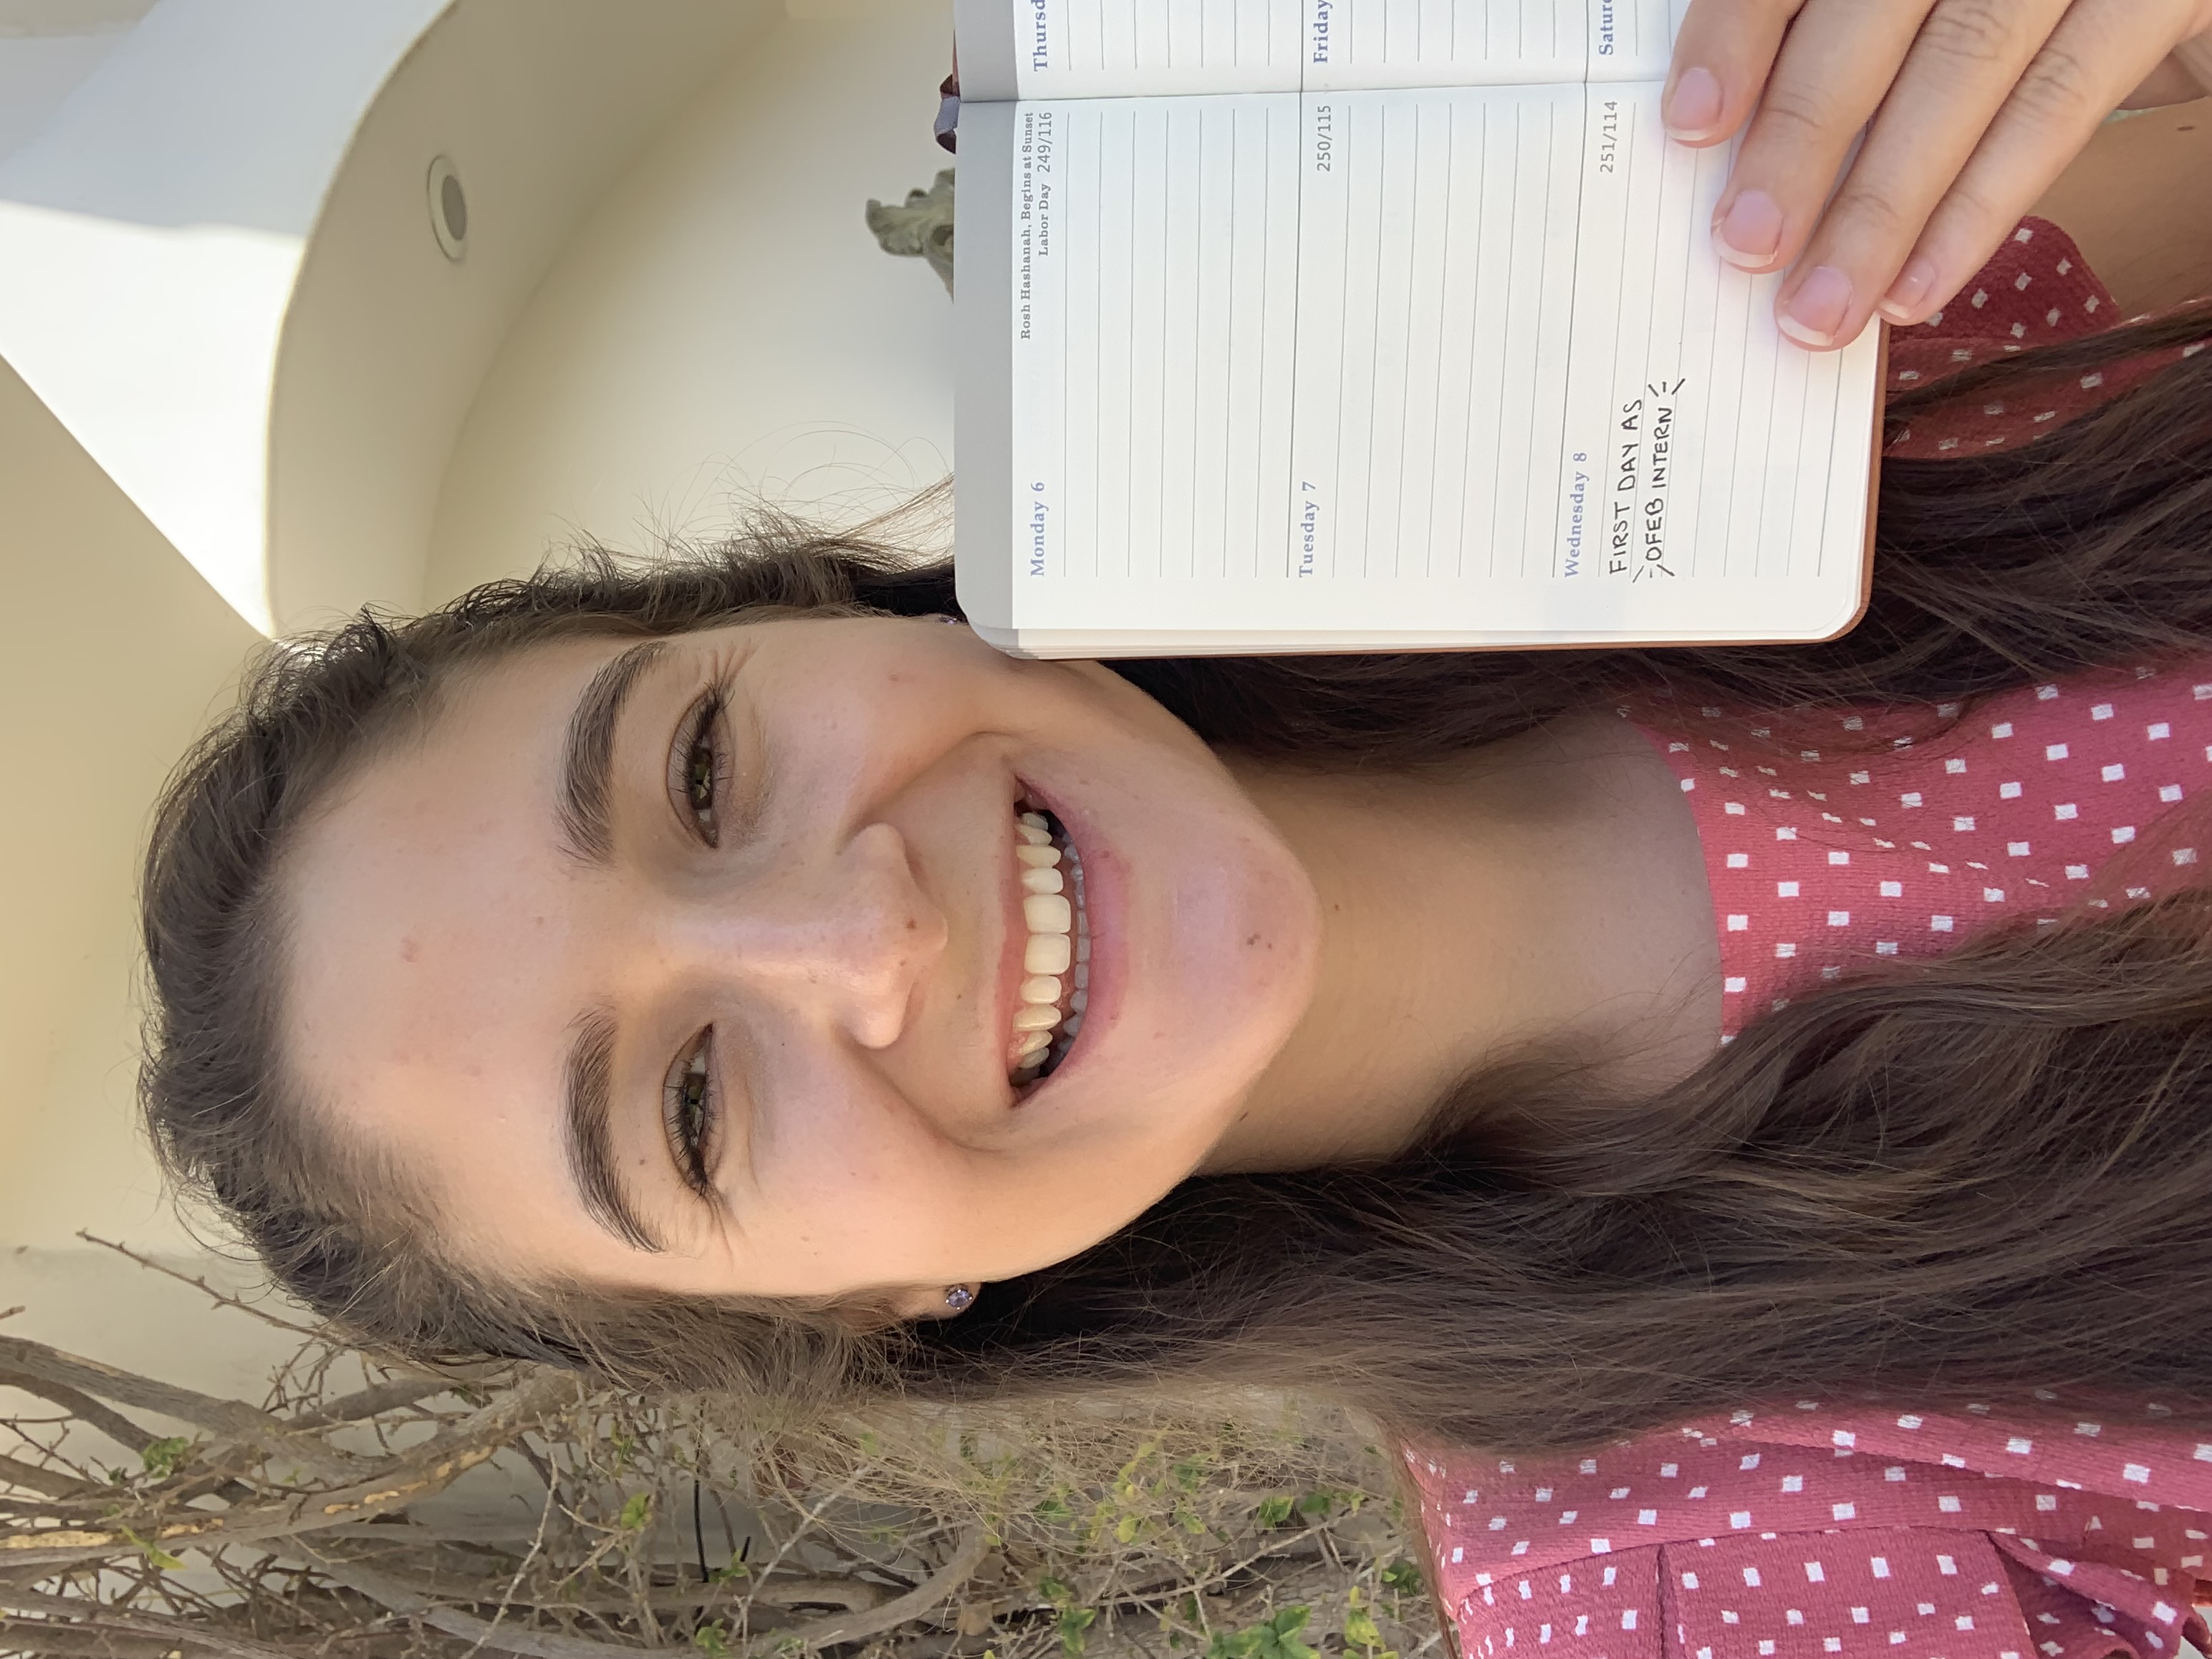 Monday 6
Rosh Hashanah, Begins at Sunset
Labor Day 249/116
Tuesday 7
250/115
Wednesday 8
251/114
FIRST DAY AS
OFEB INTERN
Thursd
Friday
Satur